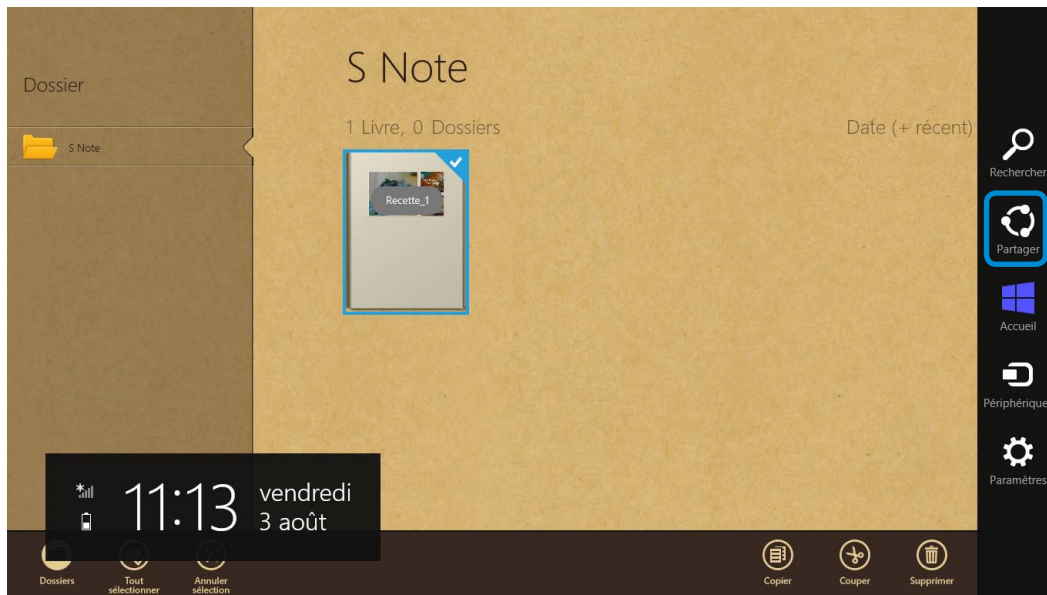 S Note
Dossier
1 Livre, 0 Dossiers
Date (+ récent)
S Note
Recette_1
Rechercher
Partager
Accueil
Périphérique
Paramètres
11:13
vendredi
3 août
Dossiers
Tout
sélectionner
Annuler
sélection
Copier
Couper
Supprimer